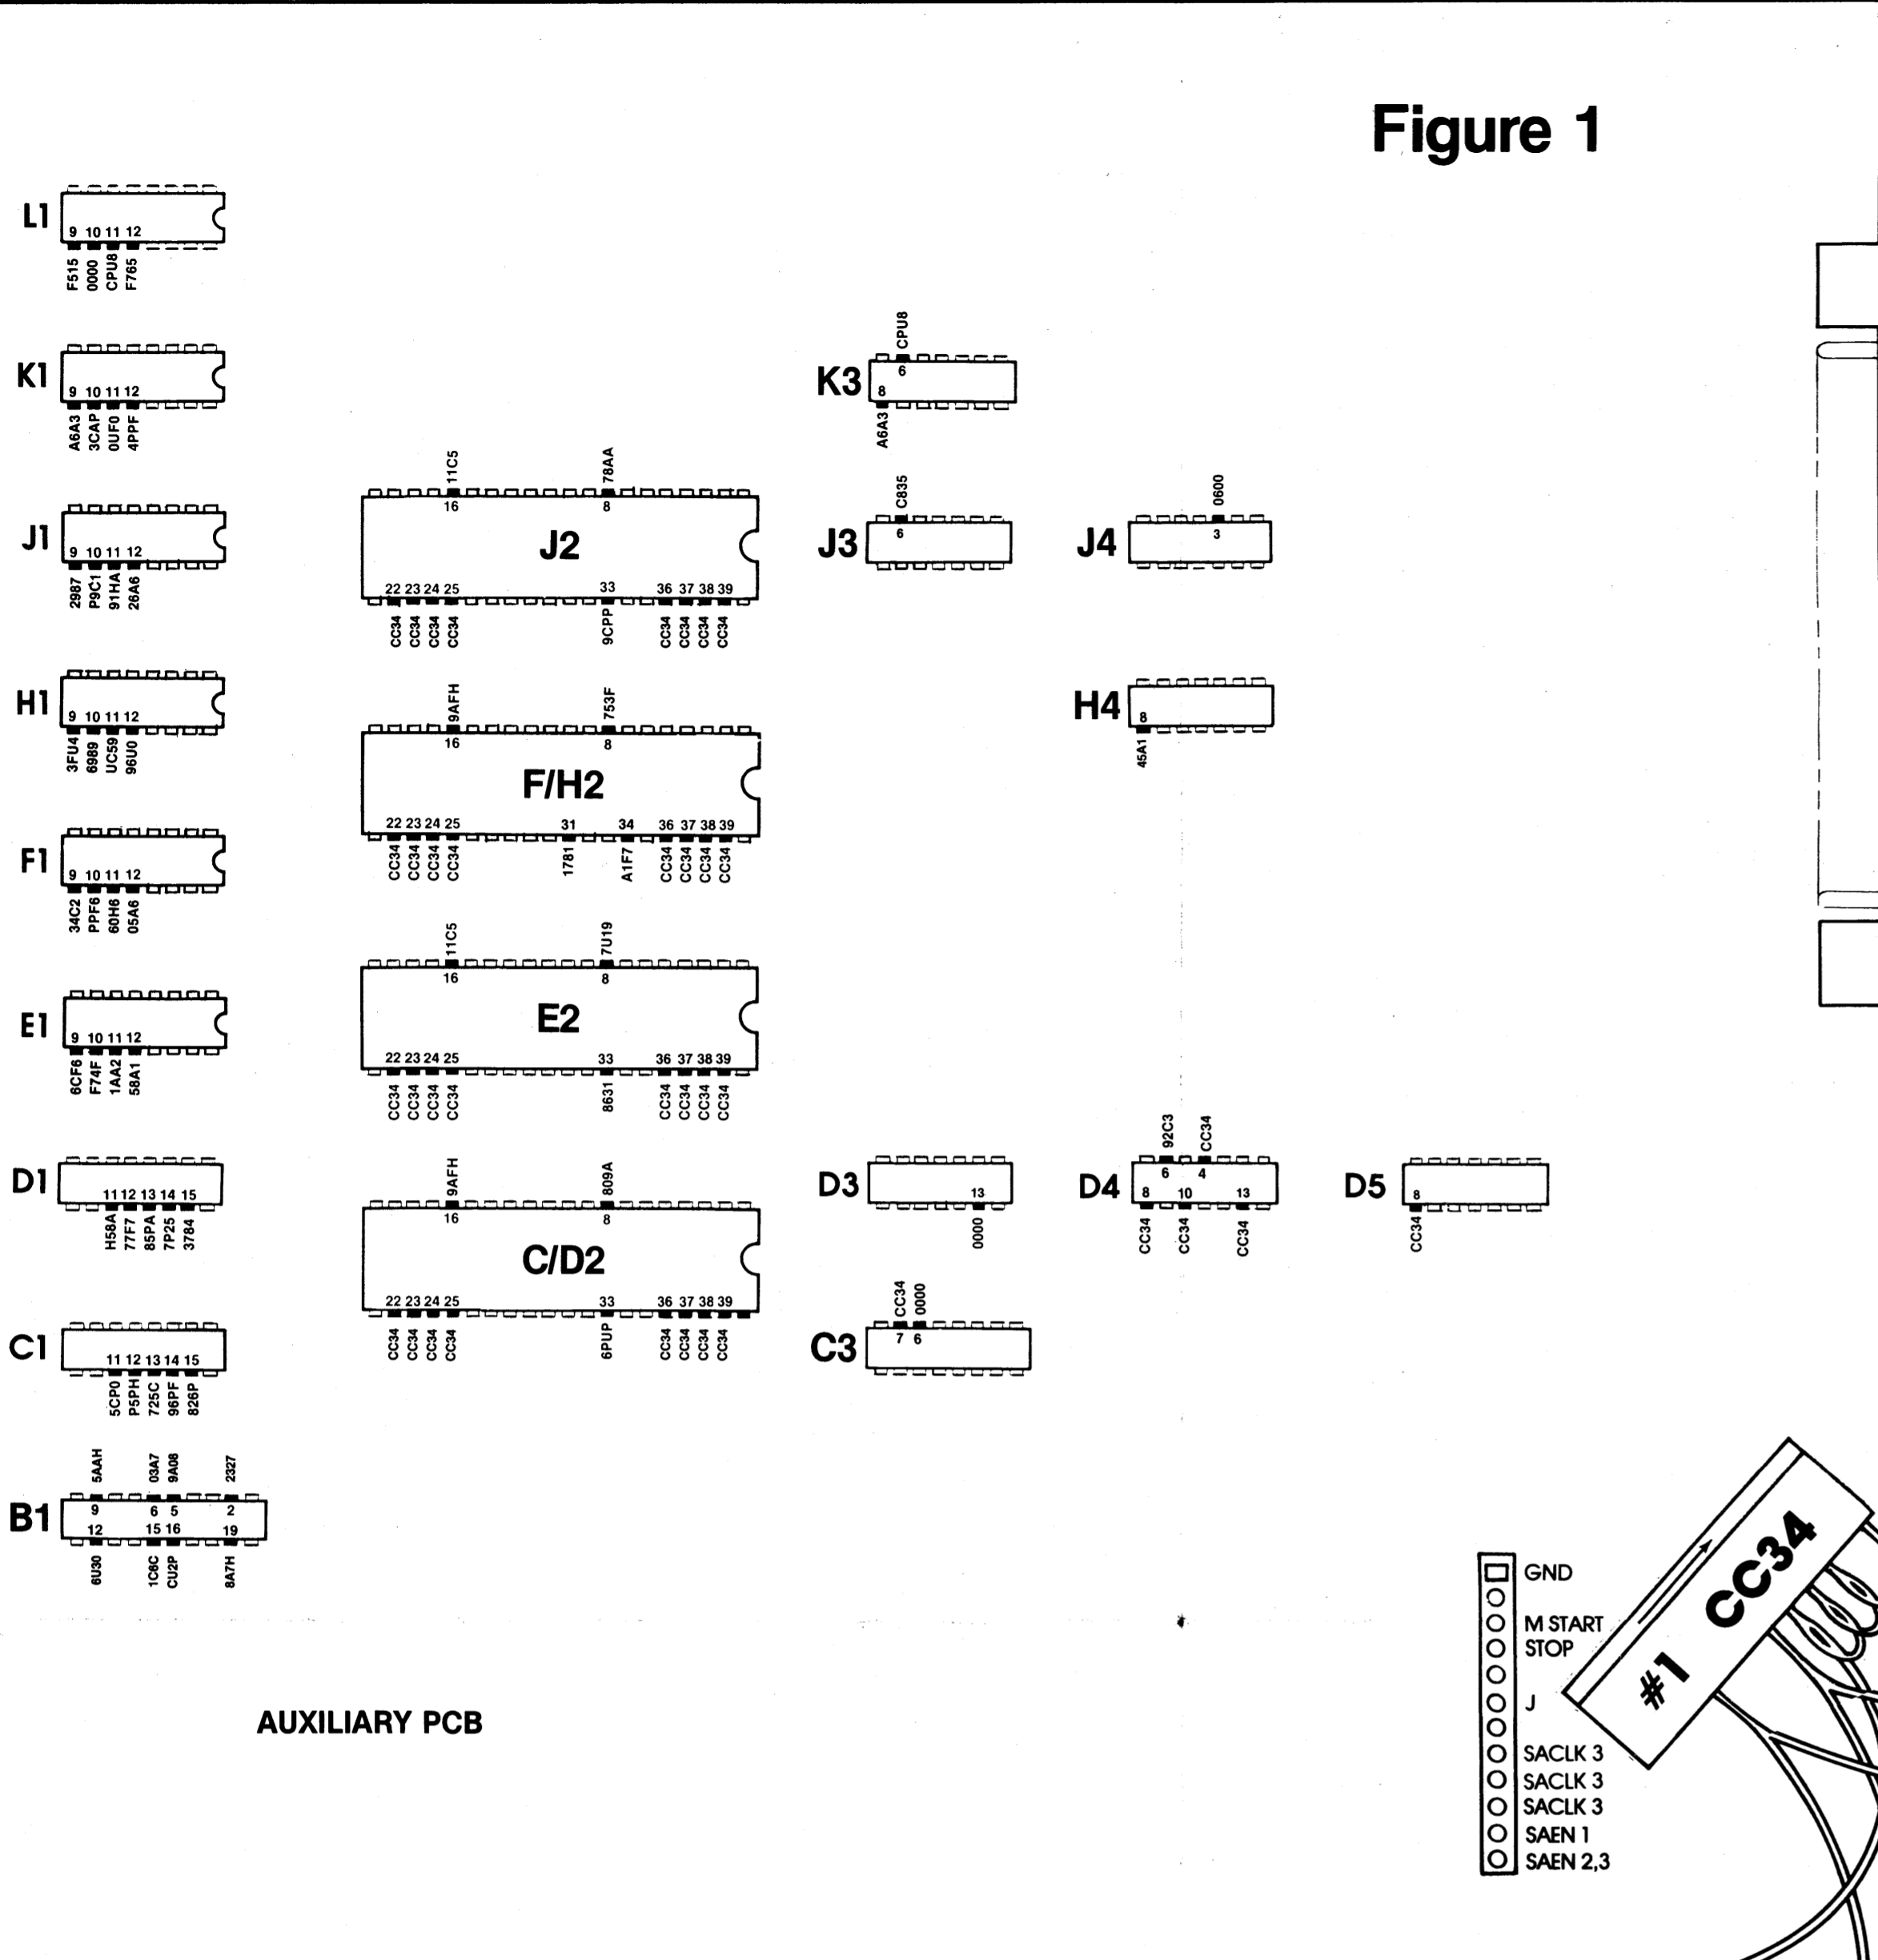 Figure 1
L1
9 10 11 12
F515 0000 CPU8 F765
K1
9 10 11 12
A6A3 3CAP 0UF0 4PPF
J1
9 10 11 12
2987 P9C1 91HA 26A6
H1
9 10 11 12
3FU4 6989 UC59 96U0
F1
9 10 11 12
34C2 PPF6 60H6 05A6
E1
9 10 11 12
6CF6 F74F 1AA2 58A1
D1
11 12 13 14 15
H58A 77F7 85PA 7P25 3784
C1
11 12 13 14 15
5CP0 P5PH 725C 96PF 826P
5AAH 03A7 9A08 2327
B1
9 6 5 2
12 15 16 19
6U30 1C6C CU2P 8A7H
11C5 78AA
16 8
J2
22 23 24 25 33 36 37 38 39
CC34 CC34 CC34 CC34 9CPP CC34 CC34 CC34 CC34
9AFH 753F
16 8
F/H2
22 23 24 25 31 34 36 37 38 39
CC34 CC34 CC34 CC34 1781 A1F7 CC34 CC34 CC34 CC34
11C5 7U19
16 8
E2
22 23 24 25 33 36 37 38 39
CC34 CC34 CC34 CC34 8631 CC34 CC34 CC34 CC34
9AFH 809A
16 8
C/D2
22 23 24 25 33 36 37 38 39
CC34 CC34 CC34 CC34 6PUP CC34 CC34 CC34 CC34
CPU8
K3
6
8
A6A3
C835
J3
6
0600
J4
3
H4
8
45A1
D3
13
0000
92C3 CC34
D4
6 4
8 10 13
CC34 CC34 CC34
D5
8
CC34
CC34 0000
C3
7 6
AUXILIARY PCB
GND
M START
STOP
J
SACLK 3
SACLK 3
SACLK 3
SAEN 1
SAEN 2,3
#1 CC34